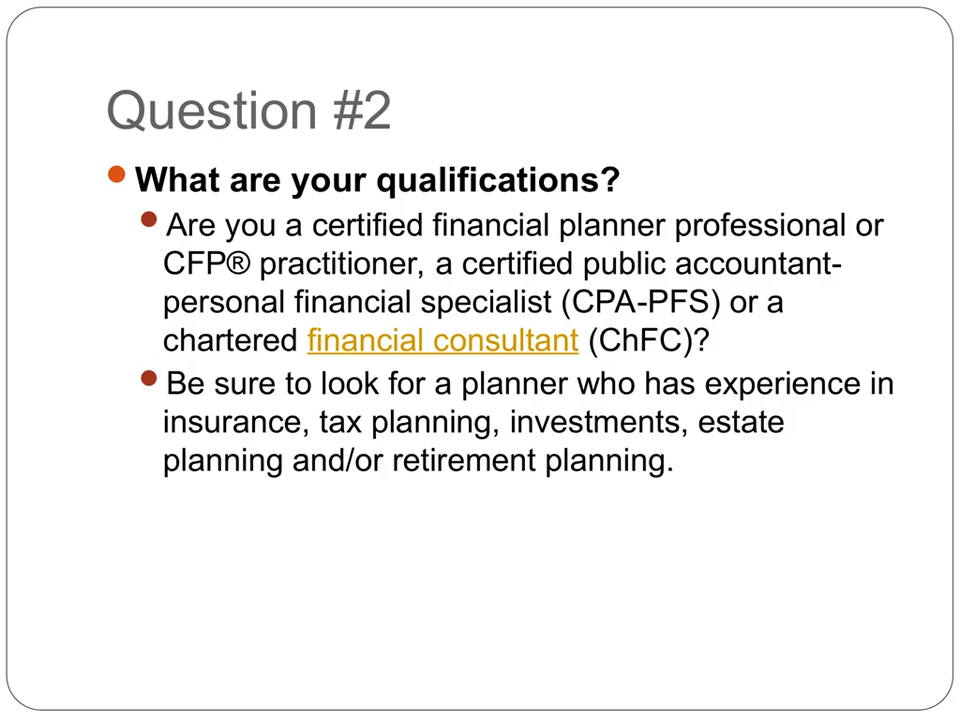 Question #2
What are your qualifications?
Are you a certified financial planner professional or
CFP® practitioner, a certified public accountant-
personal financial specialist (CPA-PFS) or a
chartered financial consultant (ChFC)?
Be sure to look for a planner who has experience in
insurance, tax planning, investments, estate
planning and/or retirement planning.